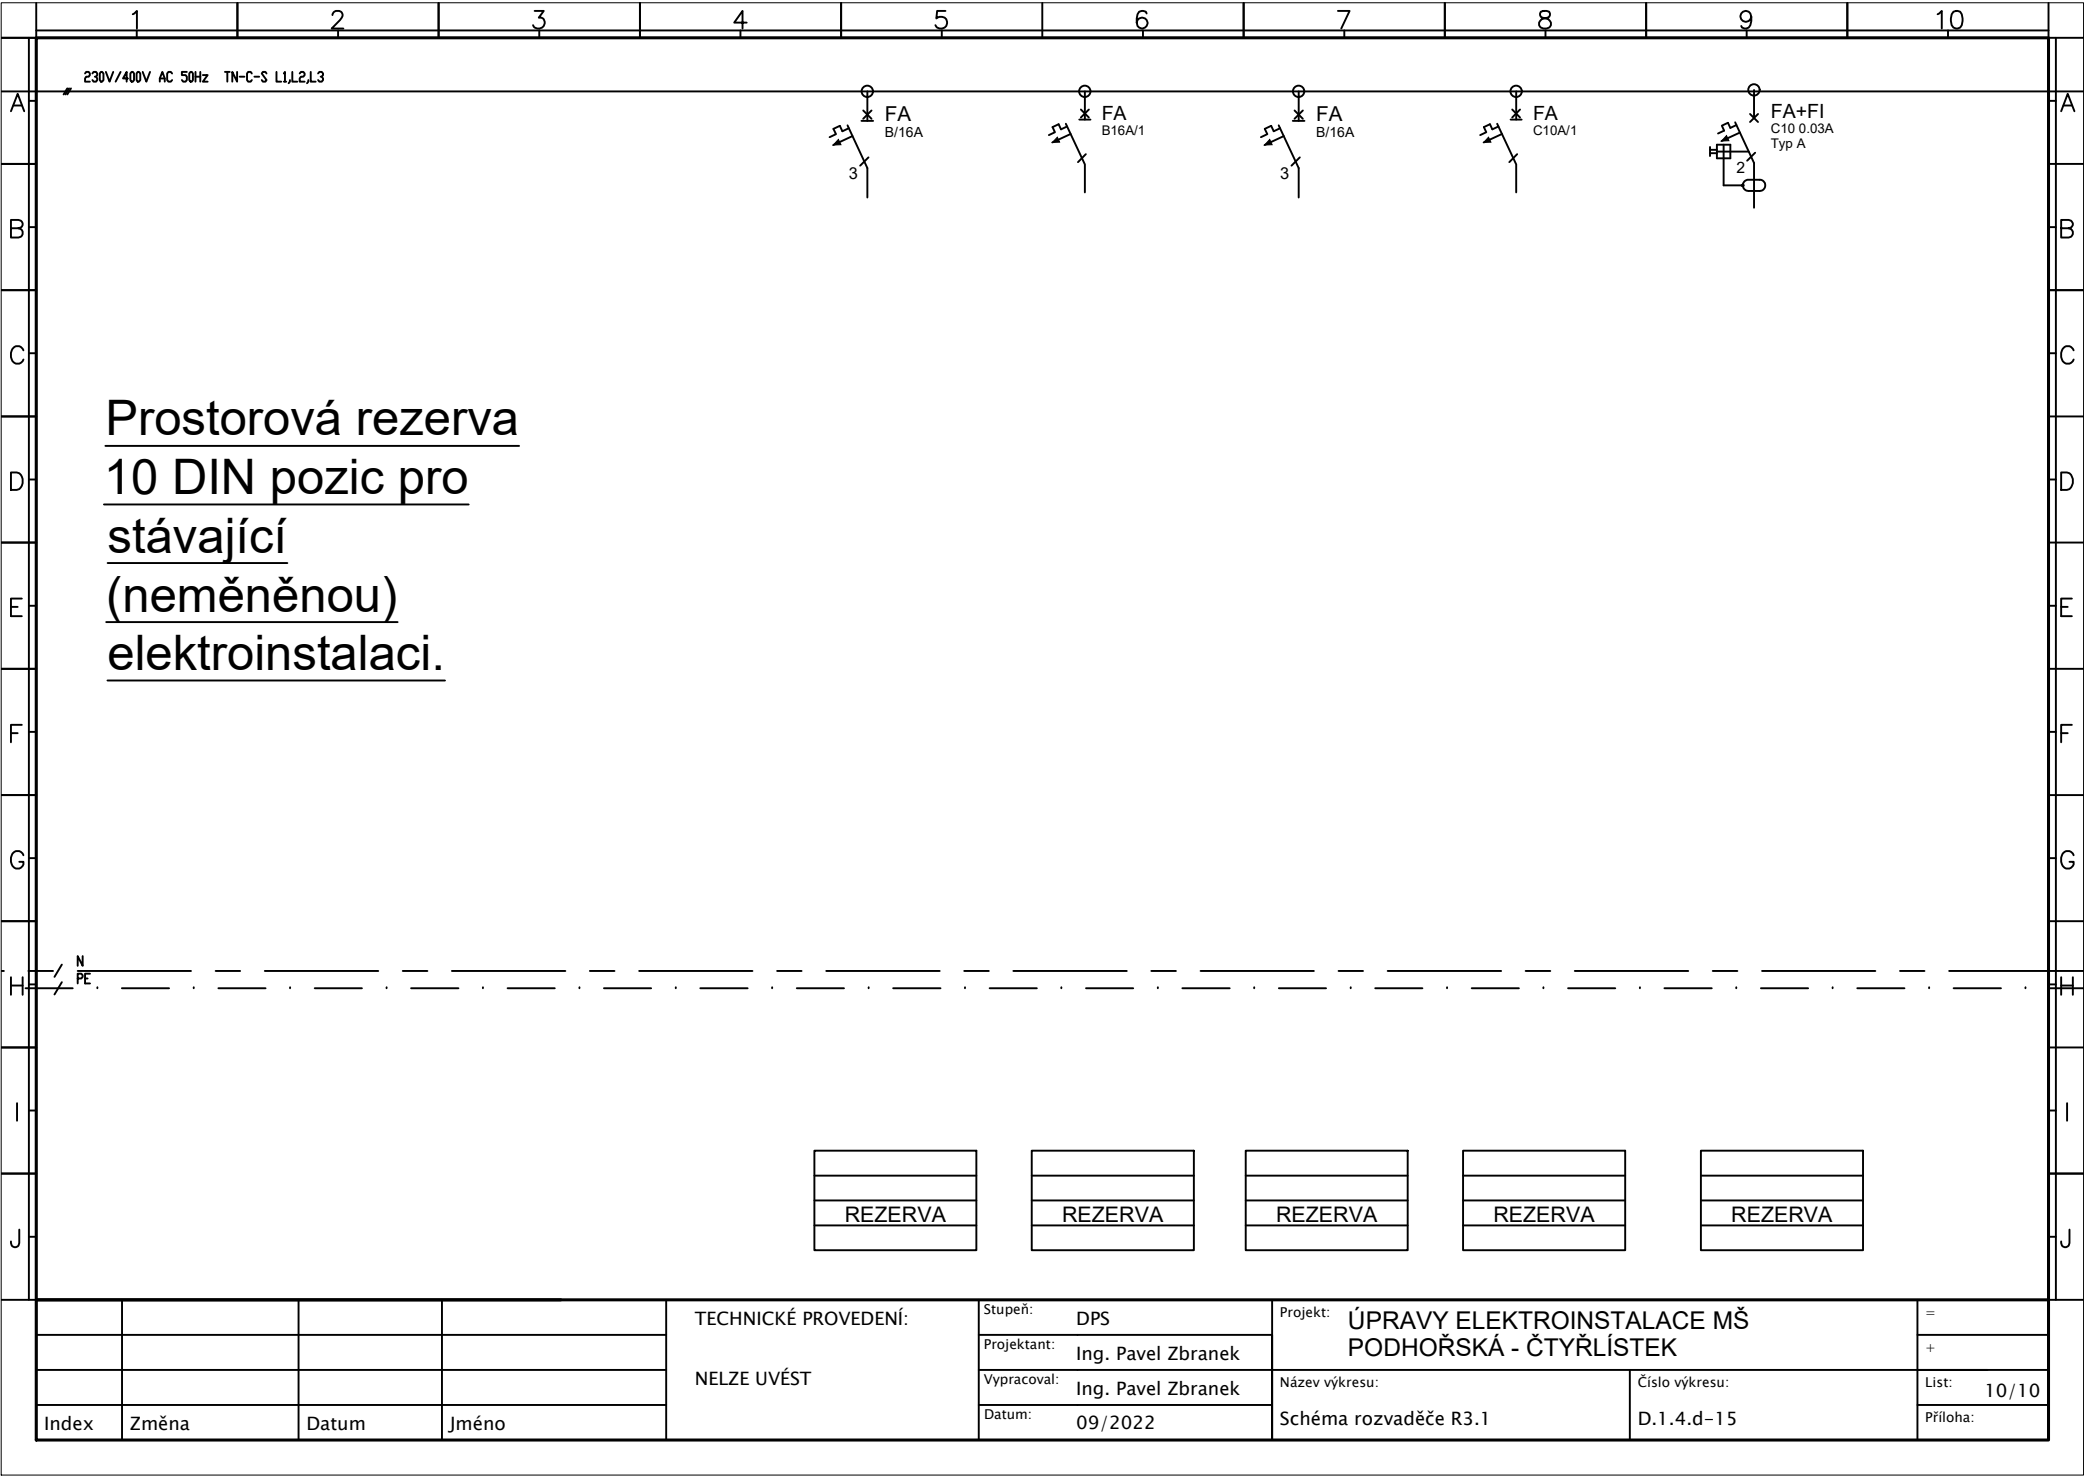 1 2 3 4 5 6 7 8 9 10
230V/400V AC 50Hz TN-C-S L1,L2,L3
A A
FA FA FA FA FA+FI
B/16A B16A/1 B/16A C10A/1 C10 0.03A
Typ A
3 3 2
B B
C C
Prostorová rezerva
10 DIN pozic pro
D D
stávající
(neměněnou)
E E
elektroinstalaci.
F F
G G
N
PE
H H
I I
REZERVA REZERVA REZERVA REZERVA REZERVA
J J
TECHNICKÉ PROVEDENÍ:
NELZE UVÉST
Index Změna Datum Jméno
Stupeň: DPS
Projektant: Ing. Pavel Zbranek
Vypracoval: Ing. Pavel Zbranek
Datum: 09/2022
Projekt: ÚPRAVY ELEKTROINSTALACE MŠ
PODHOŘSKÁ - ČTYŘLÍSTEK
Název výkresu:
Schéma rozvaděče R3.1
Číslo výkresu:
D.1.4.d-15
=
+
List: 10/10
Příloha: